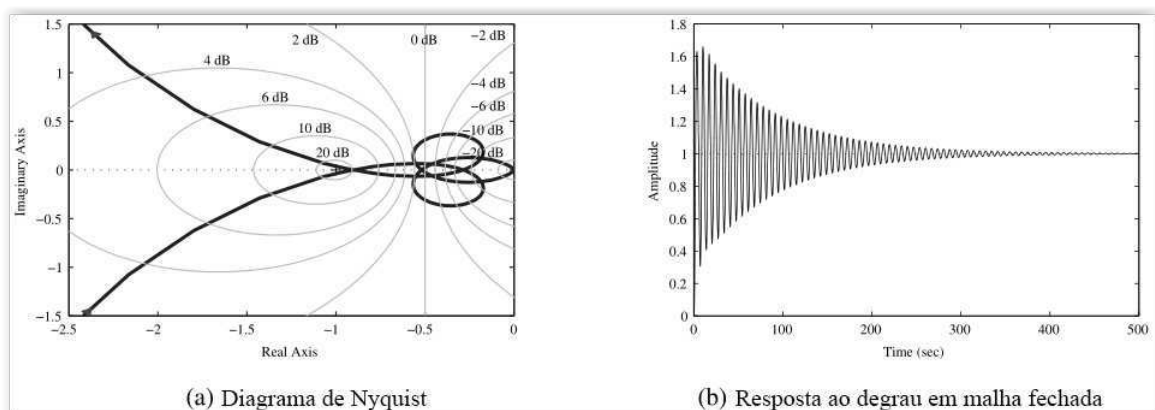 1.5
1
0.5
0
−0.5
−1
−1.5
Imaginary Axis
2 dB
0 dB
−2 dB
4 dB
−4 dB
6 dB
−6 dB
10 dB
−10 dB
20 dB
−20 dB
−2.5
−2
−1.5
−1
−0.5
0
Real Axis
(a) Diagrama de Nyquist
1.8
1.6
1.4
1.2
1
0.8
0.6
0.4
0.2
0
Amplitude
0
100
200
300
400
500
Time (sec)
(b) Resposta ao degrau em malha fechada